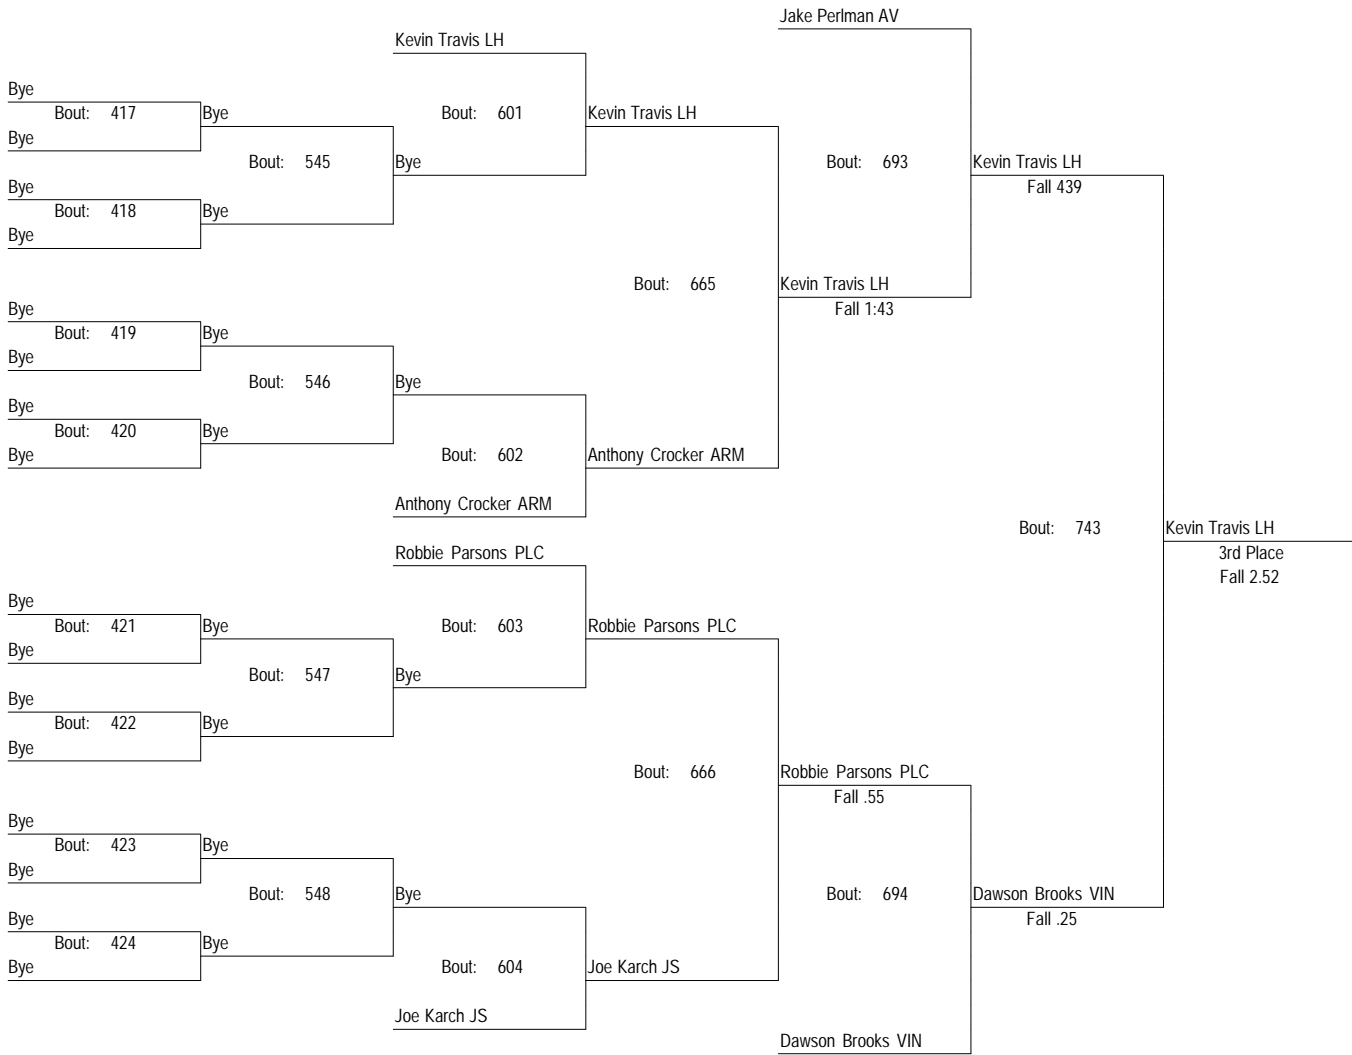 Jake Perlman AV
Kevin Travis LH
Bye
Bout: 417
Bye
Bout: 601
Kevin Travis LH
Bye
Bout: 545
Bye
Bout: 693
Kevin Travis LH
Fall 439
Bye
Bout: 418
Bye
Bye
Bout: 665
Kevin Travis LH
Fall 1:43
Bye
Bout: 419
Bye
Bye
Bout: 546
Bye
Bye
Bout: 420
Bye
Bye
Bout: 602
Anthony Crocker ARM
Anthony Crocker ARM
Bout: 743
Kevin Travis LH
3rd Place
Fall 2.52
Robbie Parsons PLC
Bye
Bout: 421
Bye
Bout: 603
Robbie Parsons PLC
Bye
Bout: 547
Bye
Bye
Bout: 422
Bye
Bye
Bout: 666
Robbie Parsons PLC
Fall .55
Bye
Bout: 423
Bye
Bye
Bout: 548
Bye
Bout: 694
Dawson Brooks VIN
Fall .25
Bye
Bout: 424
Bye
Bye
Bout: 604
Joe Karch JS
Joe Karch JS
Dawson Brooks VIN